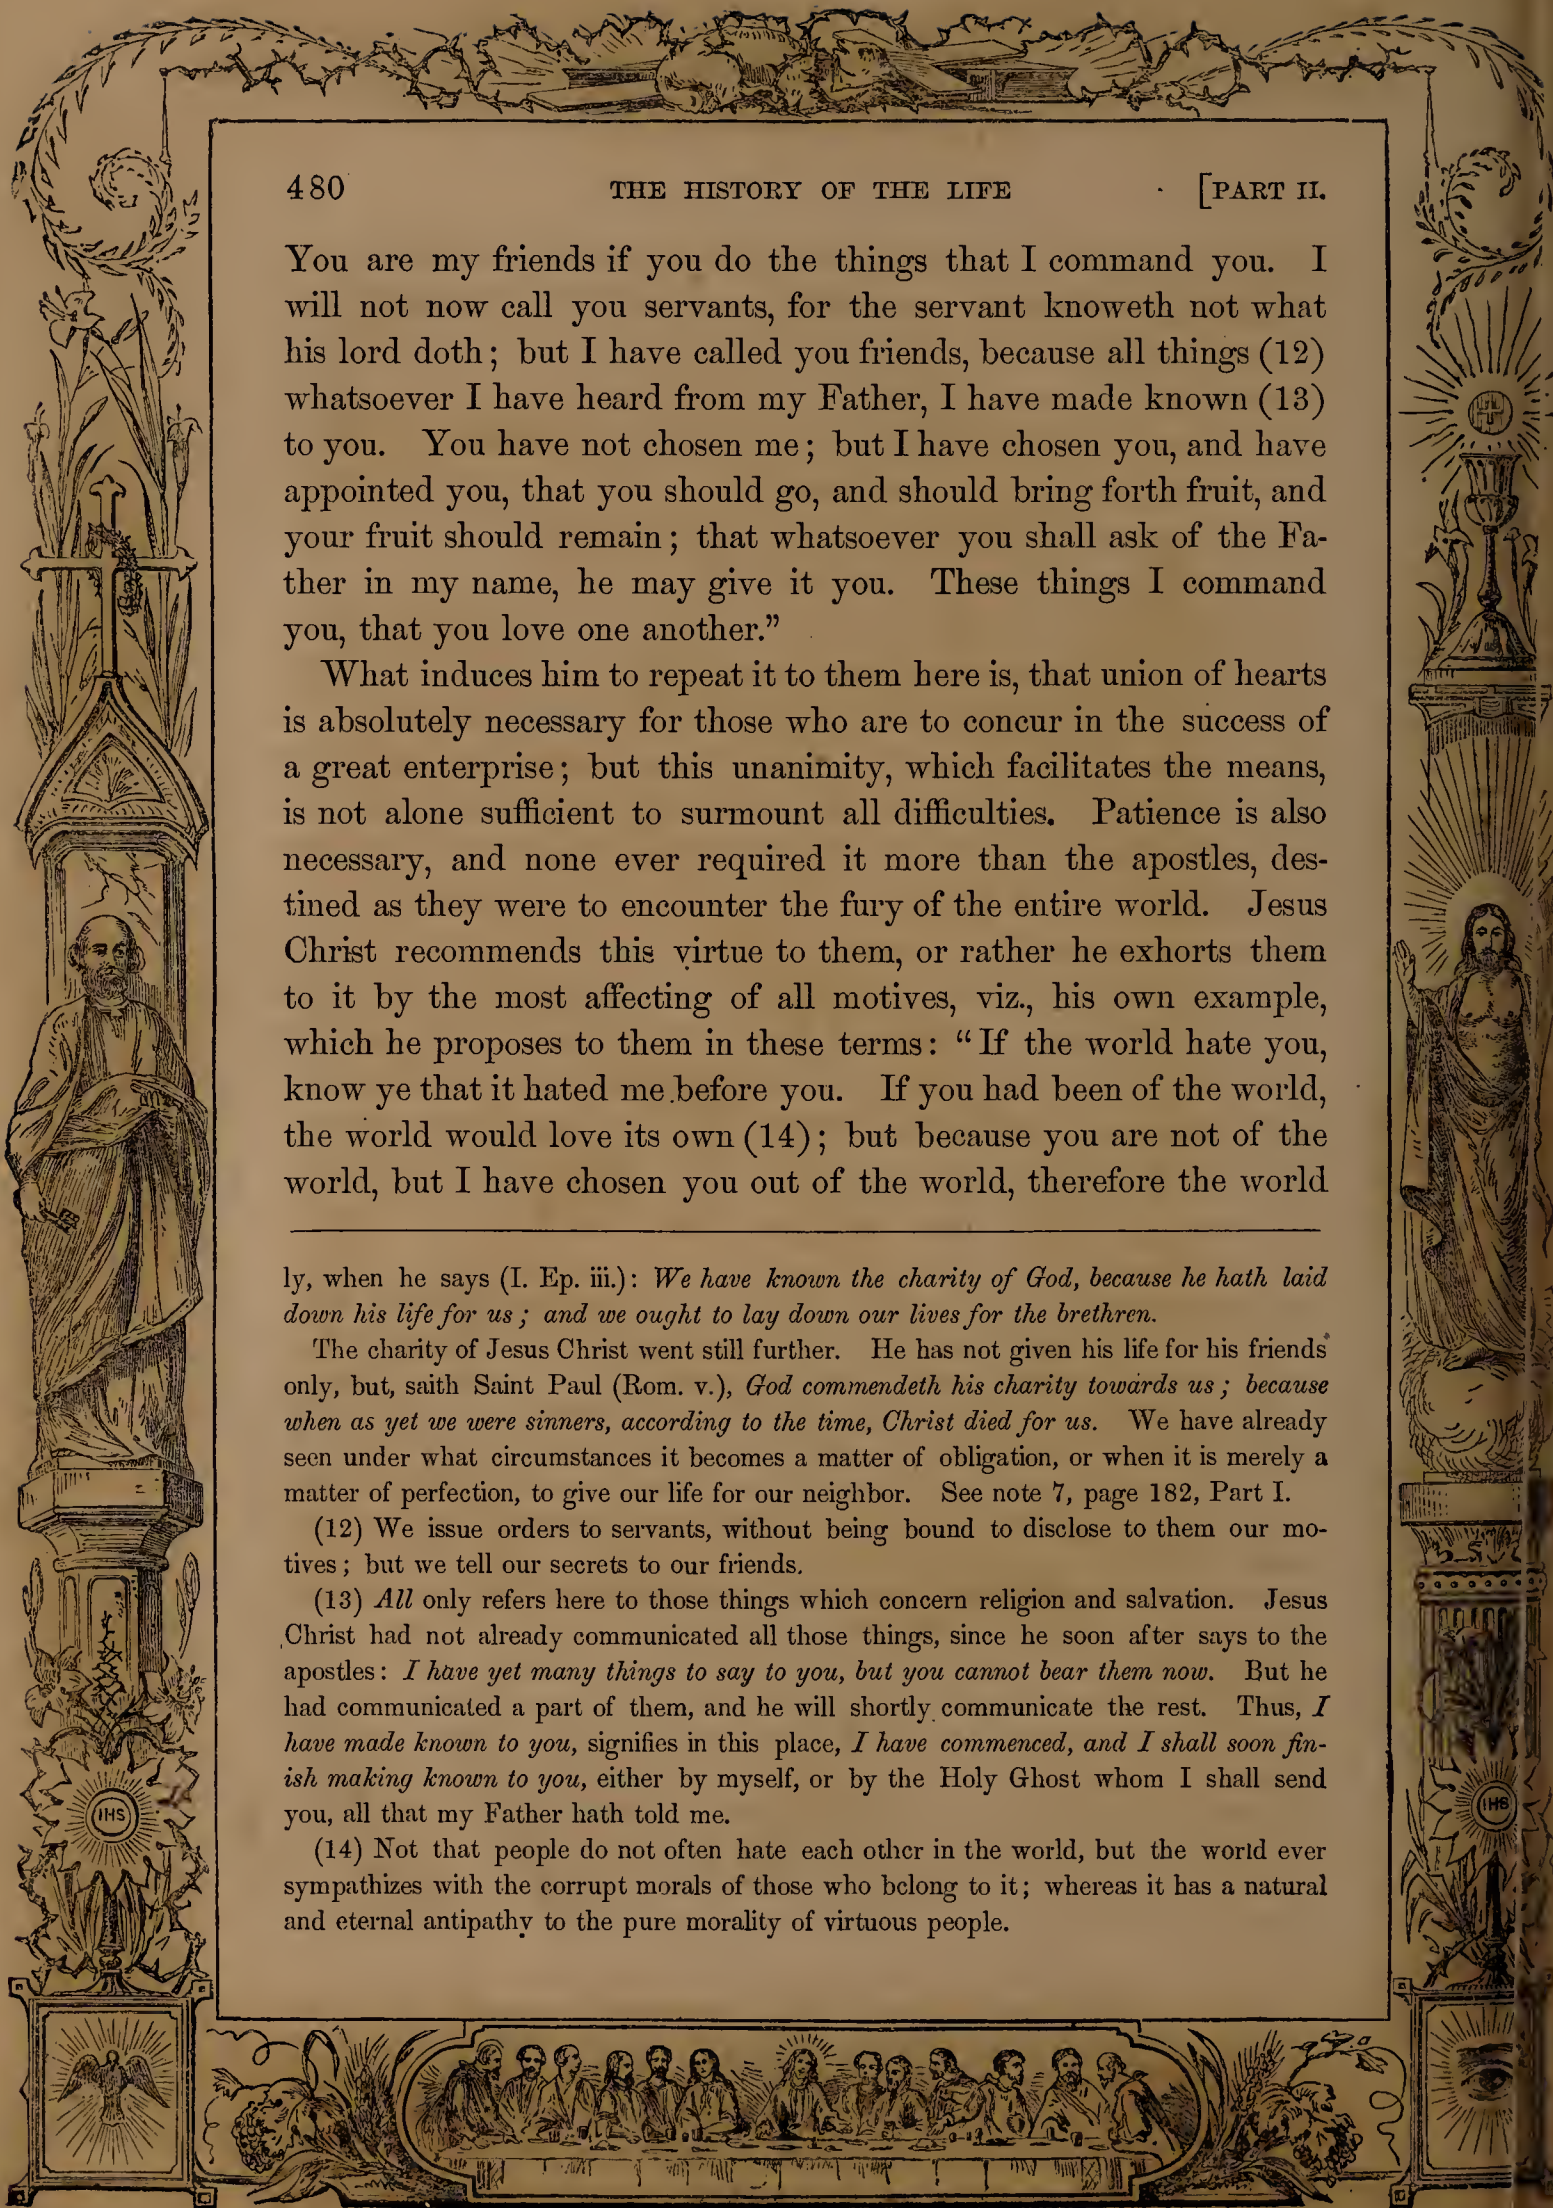 480 THE HISTORY OF THE LIFE [PART II.
You are my friends if you do the things that I command you. I
will not now call you servants, for the servant knoweth not what
his lord doth; but I have called you friends, because all things (12)
whatsoever I have heard from my Father, I have made known (13)
to you. You have not chosen me; but I have chosen you, and have
appointed you, that you should go, and should bring forth fruit, and
your fruit should remain; that whatsoever you shall ask of the Fa-
ther in my name, he may give it you. These things I command
you, that you love one another.”
What induces him to repeat it to them here is, that union of hearts
is absolutely necessary for those who are to concur in the success of
a great enterprise; but this unanimity, which facilitates the means,
is not alone sufficient to surmount all difficulties. Patience is also
necessary, and none ever required it more than the apostles, des-
tined as they were to encounter the fury of the entire world. Jesus
Christ recommends this virtue to them, or rather he exhorts them
to it by the most affecting of all motives, viz., his own example,
which he proposes to them in these terms: “If the world hate you,
know ye that it hated me before you. If you had been of the world,
the world would love its own (14); but because you are not of the
world, but I have chosen you out of the world, therefore the world
ly, when he says (I. Ep. iii.): We have known the charity of God, because he hath laid
down his life for us; and we ought to lay down our lives for the brethren.
The charity of Jesus Christ went still further. He has not given his life for his friends
only, but, saith Saint Paul (Rom. v.), God commendeth his charity towards us; because
when as yet we were sinners, according to the time, Christ died for us. We have already
seen under what circumstances it becomes a matter of obligation, or when it is merely a
matter of perfection, to give our life for our neighbor. See note 7, page 182, Part I.
(12) We issue orders to servants, without being bound to disclose to them our mo-
tives; but we tell our secrets to our friends.
(13) All only refers here to those things which concern religion and salvation. Jesus
Christ had not already communicated all those things, since he soon after says to the
apostles: I have yet many things to say to you, but you cannot bear them now. But he
had communicated a part of them, and he will shortly communicate the rest. Thus, I
have made known to you, signifies in this place, I have commenced, and I shall soon fin-
ish making known to you, either by myself, or by the Holy Ghost whom I shall send
you, all that my Father hath told me.
(14) Not that people do not often hate each other in the world, but the world ever
sympathizes with the corrupt morals of those who belong to it; whereas it has a natural
and eternal antipathy to the pure morality of virtuous people.
IHS
IHS